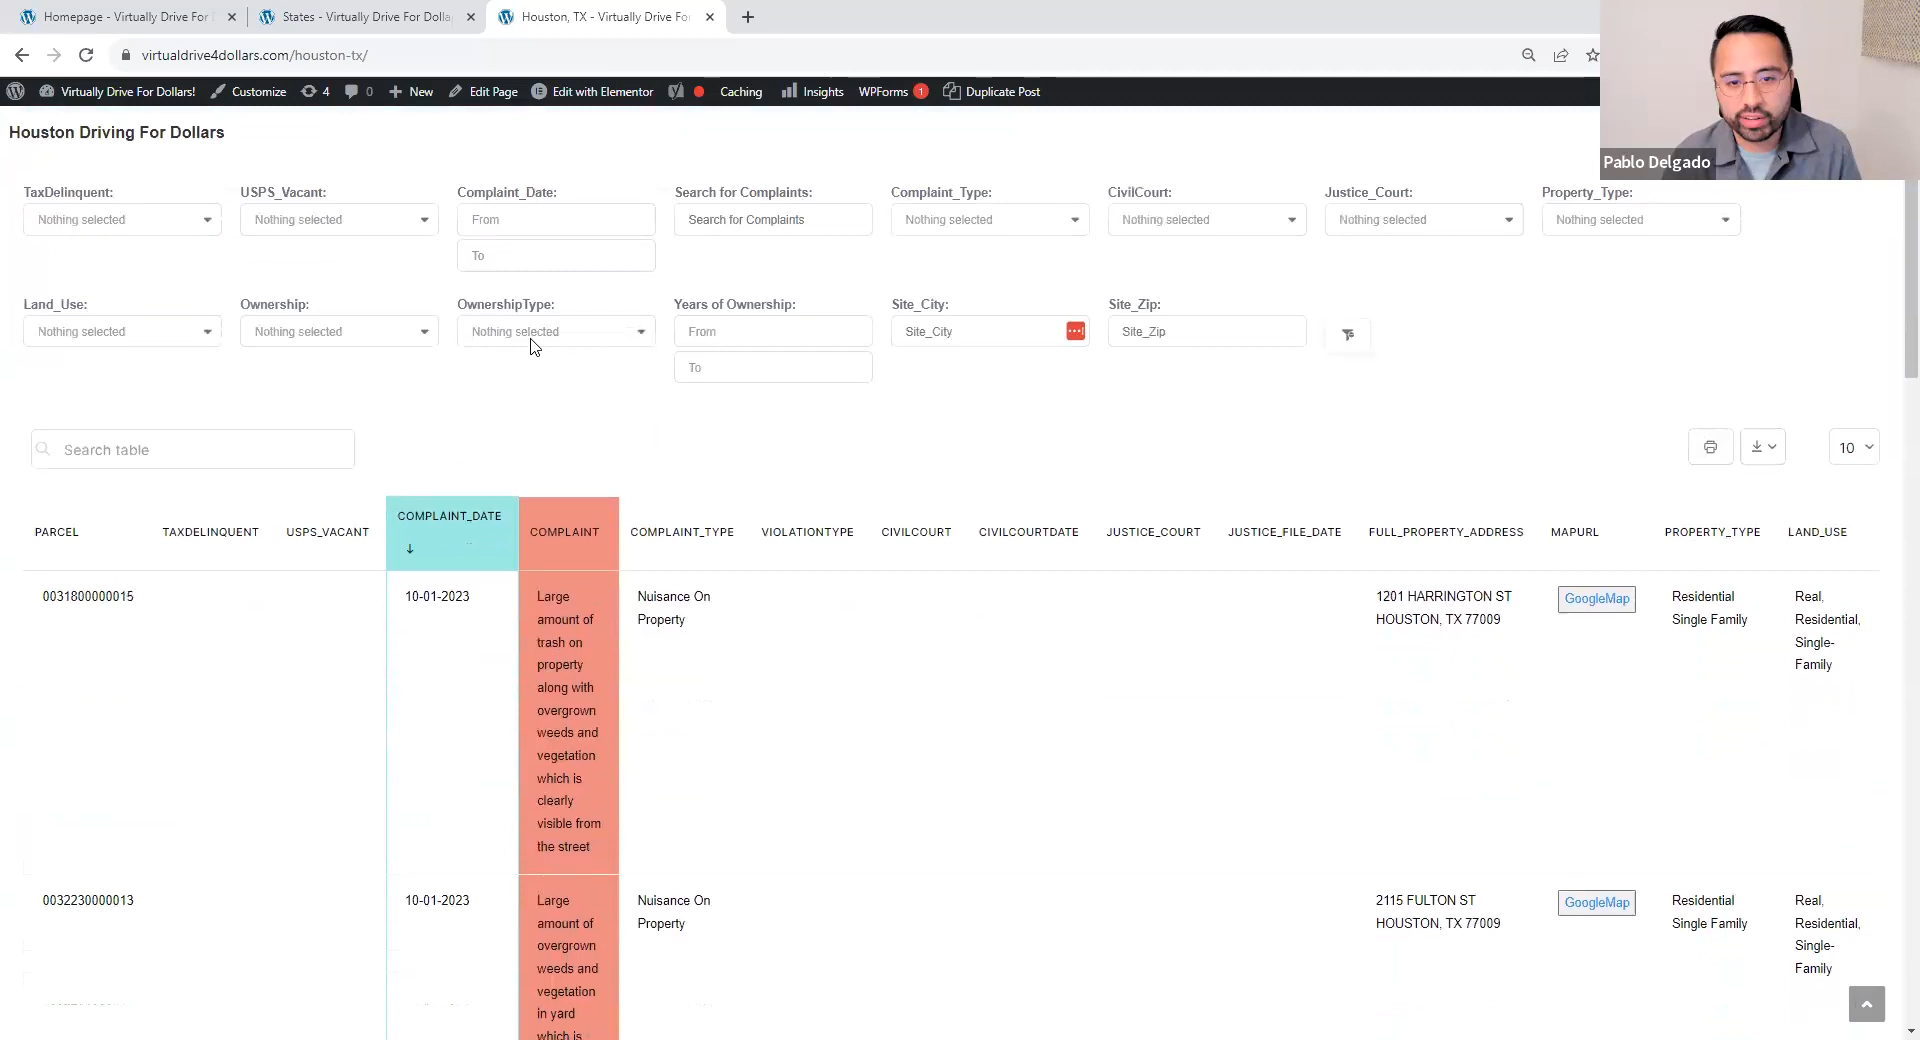 Homepage - Virtually Drive For
States - Virtually Drive For Dolla
Houston, TX - Virtually Drive Fo
virtualdrive4dollars.com/houston-tx/
Virtually Drive For Dollars! Customize 4 0 New Edit Page Edit with Elementor Caching Insights WPForms 1 Duplicate Post
Pablo Delgado
Houston Driving For Dollars
TaxDelinquent: USPS_Vacant: Complaint_Date: Search for Complaints: Complaint_Type: CivilCourt: Justice_Court: Property_Type:
Nothing selected Nothing selected From Search for Complaints Nothing selected Nothing selected Nothing selected Nothing selected
To
Land_Use: Ownership: OwnershipType: Years of Ownership: Site_City: Site_Zip:
Nothing selected Nothing selected Nothing selected From Site_City Site_Zip
To
Search table
10
PARCEL TAXDELINQUENT USPS_VACANT COMPLAINT_DATE COMPLAINT COMPLAINT_TYPE VIOLATIONTYPE CIVILCOURT CIVILCOURTDATE JUSTICE_COURT JUSTICE_FILE_DATE FULL_PROPERTY_ADDRESS MAPURL PROPERTY_TYPE LAND_USE
0031800000015 10-01-2023 Large Nuisance On 1201 HARRINGTON ST GoogleMap Residential Real,
amount of Property HOUSTON, TX 77009 Single Family Residential,
trash on Single-
property Family
along with
overgrown
weeds and
vegetation
which is
clearly
visible from
the street
0032230000013 10-01-2023 Large Nuisance On 2115 FULTON ST GoogleMap Residential Real,
amount of Property HOUSTON, TX 77009 Single Family Residential,
overgrown Single-
weeds and Family
vegetation
in yard
which is